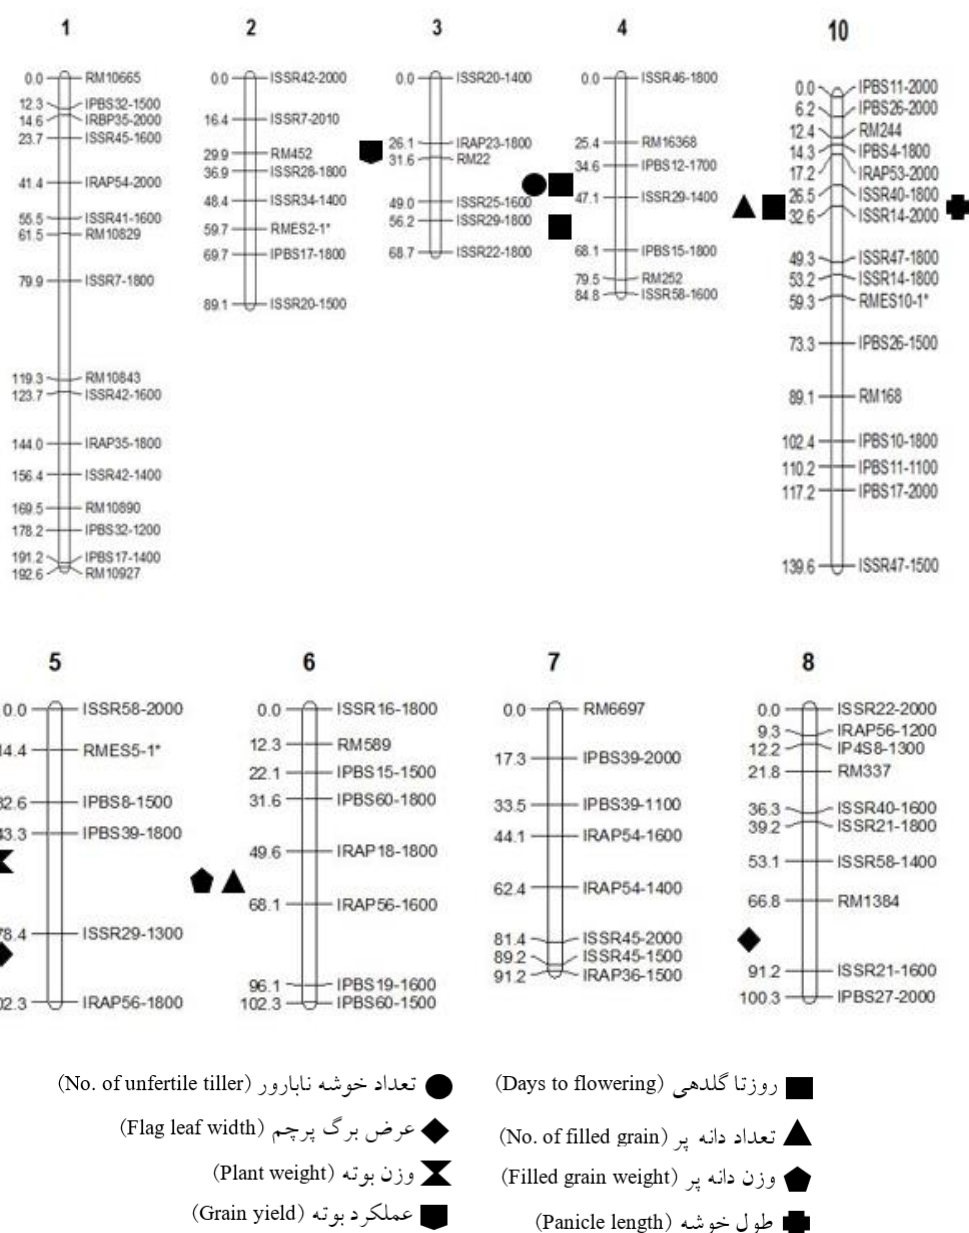 1 2 3 4 10
0.0 RM10665
12.3 IPBS32-1500
14.6 IRBP35-2000
23.7 ISSR45-1600
41.4 IRAP54-2000
55.5 ISSR41-1600
61.5 RM10829
79.9 ISSR7-1800
119.3 RM10843
123.7 ISSR42-1600
144.0 IRAP35-1800
156.4 ISSR42-1400
169.5 RM10890
178.2 IPBS32-1200
191.2 IPBS17-1400
192.6 RM10927
0.0 ISSR42-2000
16.4 ISSR7-2010
29.9 RM452
36.9 ISSR28-1800
48.4 ISSR34-1400
59.7 RMES2-1*
69.7 IPBS17-1800
89.1 ISSR20-1500
0.0 ISSR20-1400
26.1 IRAP23-1800
31.6 RM22
49.0 ISSR25-1600
56.2 ISSR29-1800
68.7 ISSR22-1800
0.0 ISSR46-1800
25.4 RM16368
34.6 IPBS12-1700
47.1 ISSR29-1400
68.1 IPBS15-1800
79.5 RM252
84.8 ISSR58-1600
0.0 IPBS11-2000
6.2 IPBS26-2000
12.4 RM244
14.3 IPBS4-1800
17.2 IRAP53-2000
26.5 ISSR40-1800
32.6 ISSR14-2000
49.3 ISSR47-1800
53.2 ISSR14-1800
59.3 RMES10-1*
73.3 IPBS26-1500
89.1 RM168
102.4 IPBS10-1800
110.2 IPBS11-1100
117.2 IPBS17-2000
139.6 ISSR47-1500
5 6 7 8
0.0 ISSR58-2000
14.4 RMES5-1*
32.6 IPBS8-1500
43.3 IPBS39-1800
78.4 ISSR29-1300
02.3 IRAP56-1800
0.0 ISSR16-1800
12.3 RM589
22.1 IPBS15-1500
31.6 IPBS60-1800
49.6 IRAP18-1800
68.1 IRAP56-1600
96.1 IPBS19-1600
102.3 IPBS60-1500
0.0 RM6697
17.3 IPBS39-2000
33.5 IPBS39-1100
44.1 IRAP54-1600
62.4 IRAP54-1400
81.4 ISSR45-2000
89.2 ISSR45-1500
91.2 IRAP36-1500
0.0 ISSR22-2000
9.3 IRAP56-1200
12.2 IP4S8-1300
21.8 RM337
36.3 ISSR40-1600
39.2 ISSR21-1800
53.1 ISSR58-1400
66.8 RM1384
91.2 ISSR21-1600
100.3 IPBS27-2000
روزتا گلدهی (Days to flowering)
تعداد دانه پر (No. of filled grain)
وزن دانه پر (Filled grain weight)
طول خوشه (Panicle length)
تعداد خوشه نابارور (No. of unfertile tiller)
عرض برگ پرچم (Flag leaf width)
وزن بوته (Plant weight)
عملکرد بوته (Grain yield)